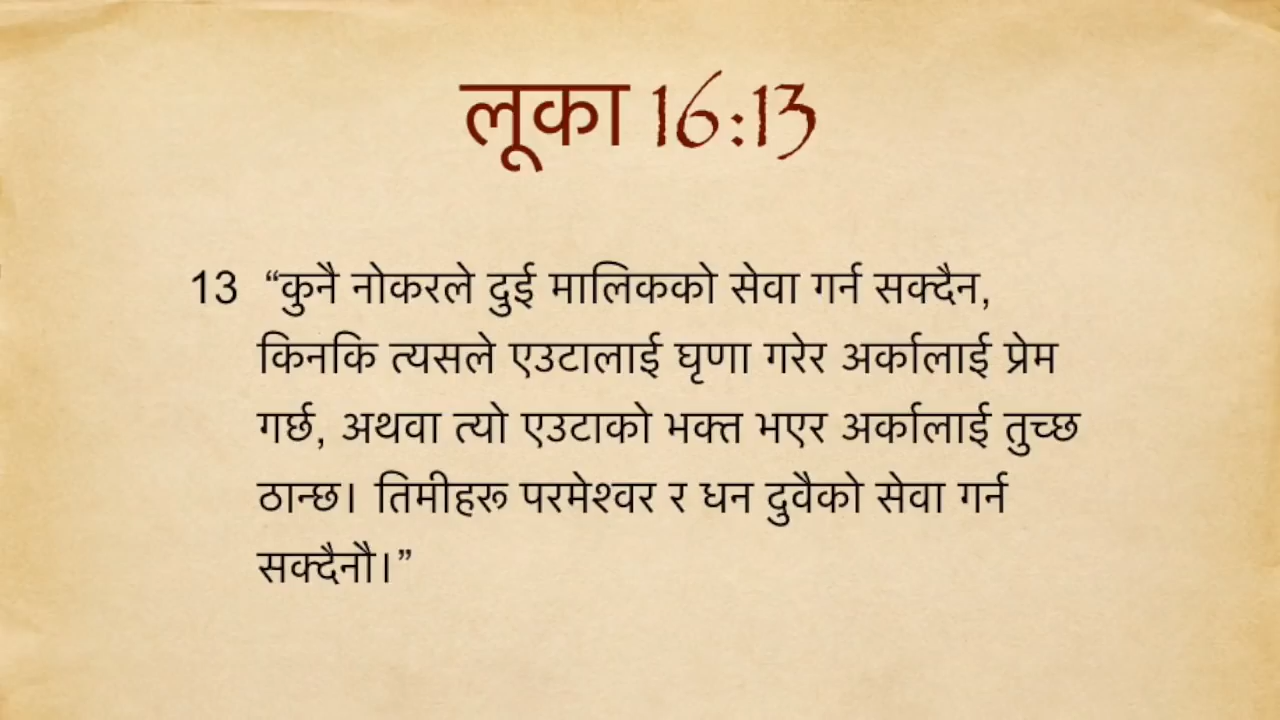 लूका 16:13
13 “कुनै नोकरले दुई मालिकको सेवा गर्न सक्दैन,
किनकि त्यसले एउटालाई घृणा गरेर अर्कालाई प्रेम
गर्छ, अथवा त्यो एउटाको भक्त भएर अर्कालाई तुच्छ
ठान्छ। तिमीहरू परमेश्वर र धन दुवैको सेवा गर्न
सक्दैनौ।”